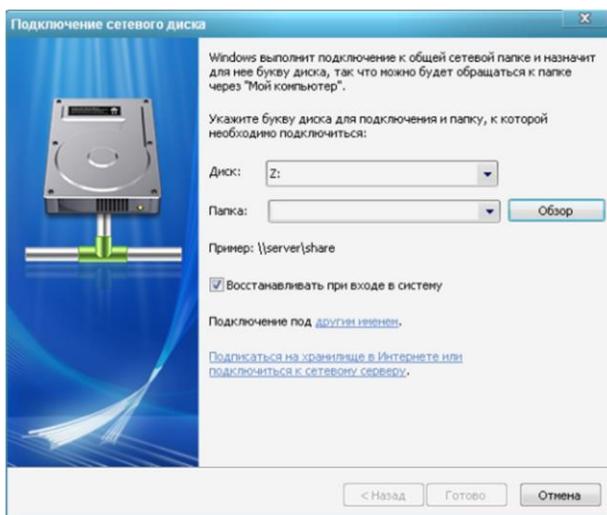 Подключение сетевого диска
Windows выполнит подключение к общей сетевой папке и назначит
для нее букву диска, так что можно будет обращаться к папке
через "Мой компьютер".
Укажите букву диска для подключения и папку, к которой
необходимо подключиться:
Диск: Z:
Папка: Обзор
Пример: \\server\share
Восстанавливать при входе в систему
Подключение под другим именем.
Подписаться на хранилище в Интернете или
подключиться к сетевому серверу.
< Назад Готово Отмена